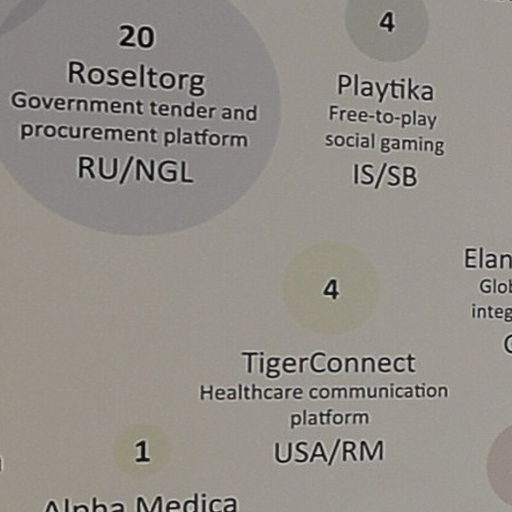 20
Roseltorg
Government tender and
procurement platform
RU/NGL
4
Playtika
Free-to-play
social gaming
IS/SB
4
TigerConnect
Healthcare communication
platform
USA/RM
1
Alpha Medica
Elan
Glob
integ